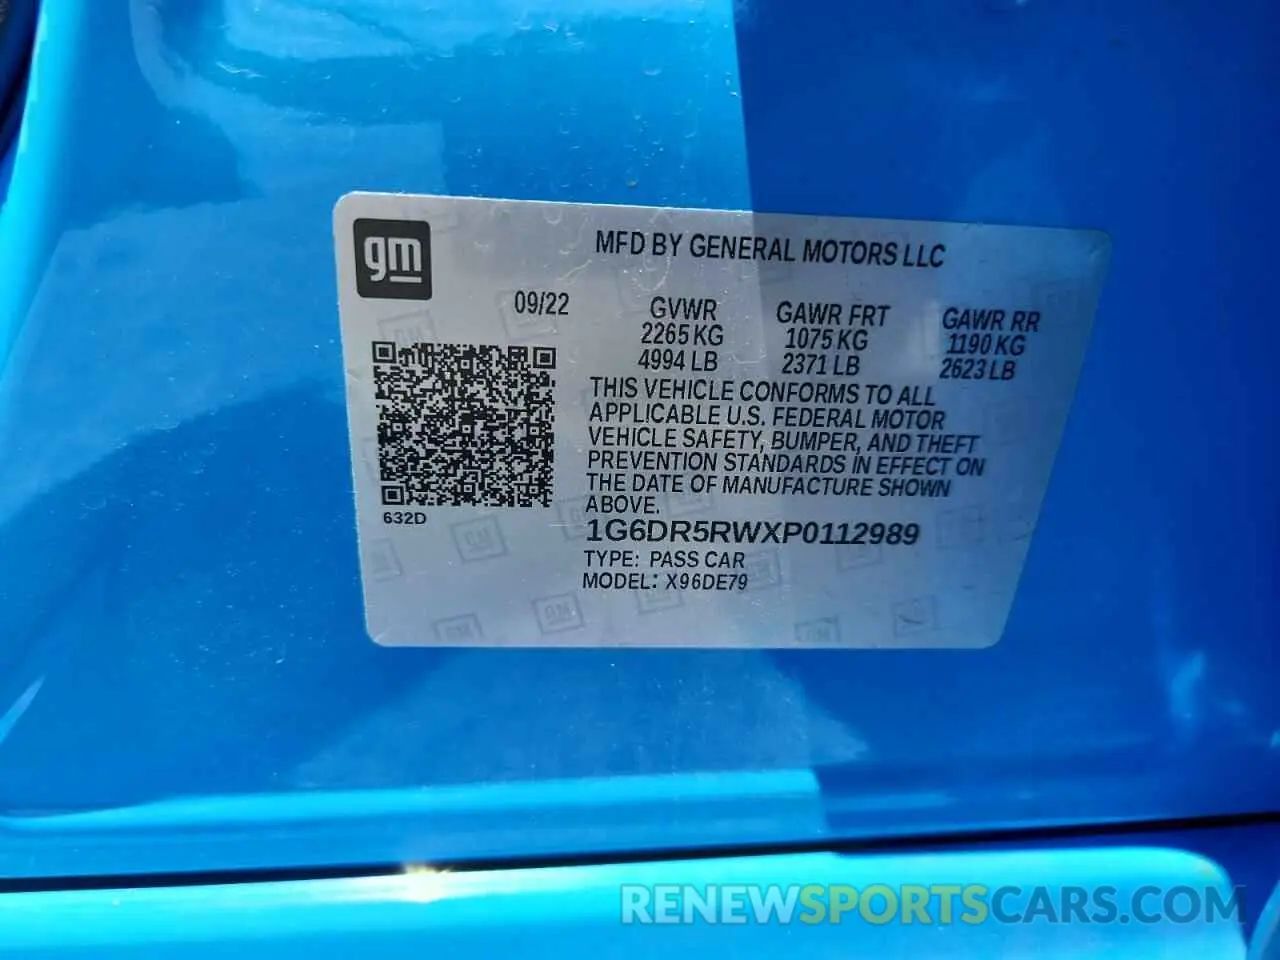 gm
MFD BY GENERAL MOTORS LLC
09/22
GVWR
2265 KG
4994 LB
GAWR FRT
1075 KG
2371 LB
GAWR RR
1190 KG
2623 LB
THIS VEHICLE CONFORMS TO ALL
APPLICABLE U.S. FEDERAL MOTOR
VEHICLE SAFETY, BUMPER, AND THEFT
PREVENTION STANDARDS IN EFFECT ON
THE DATE OF MANUFACTURE SHOWN
ABOVE.
632D
1G6DR5RWXP0112989
TYPE: PASS CAR
MODEL: X96DE79
RENEWSPORTSCARS.COM